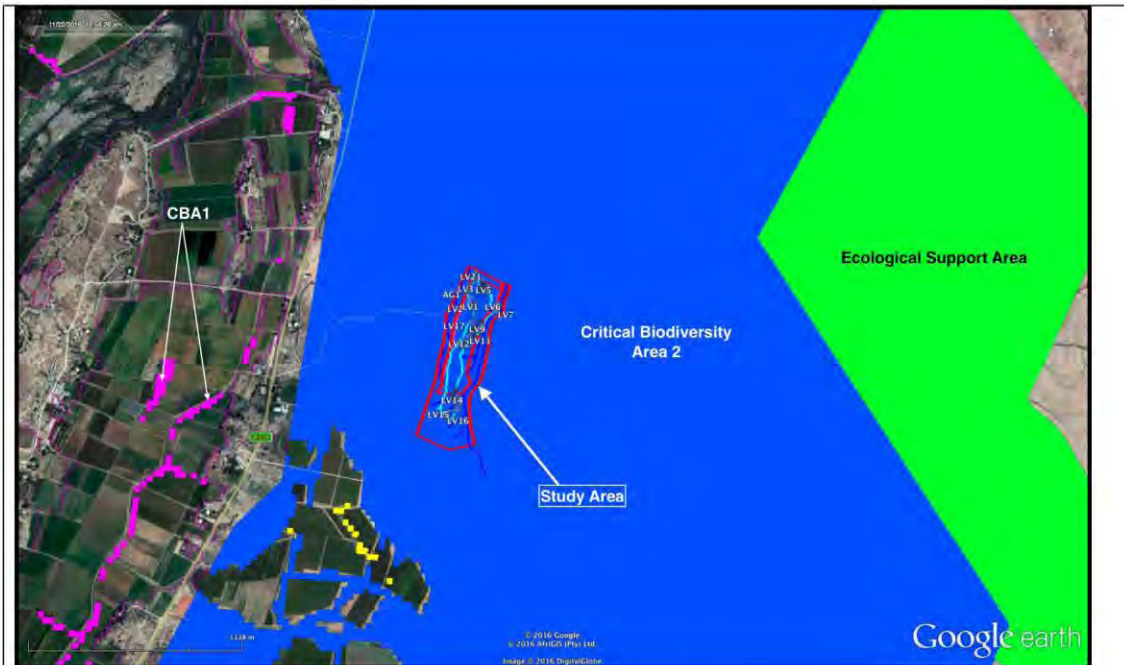 CBA1
Ecological Support Area
Critical Biodiversity
Area 2
LV21
LV3
LV5
AG1
LV2
LV1
LV6
LV7
LV17
LV9
LV12
LV11
LV14
LV15
LV16
Study Area
1138 m
© 2016 Google
© 2016 AfriGIS (Pty) Ltd.
Image © 2016 DigitalGlobe
Google earth